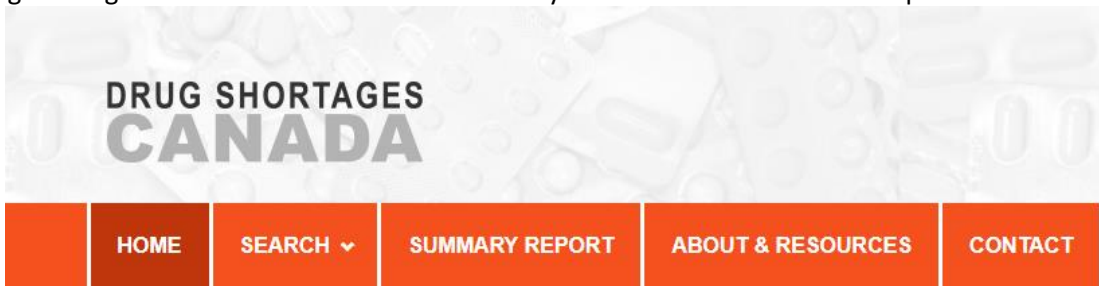 DRUG SHORTAGES
CANADA
HOME SEARCH SUMMARY REPORT ABOUT & RESOURCES CONTACT